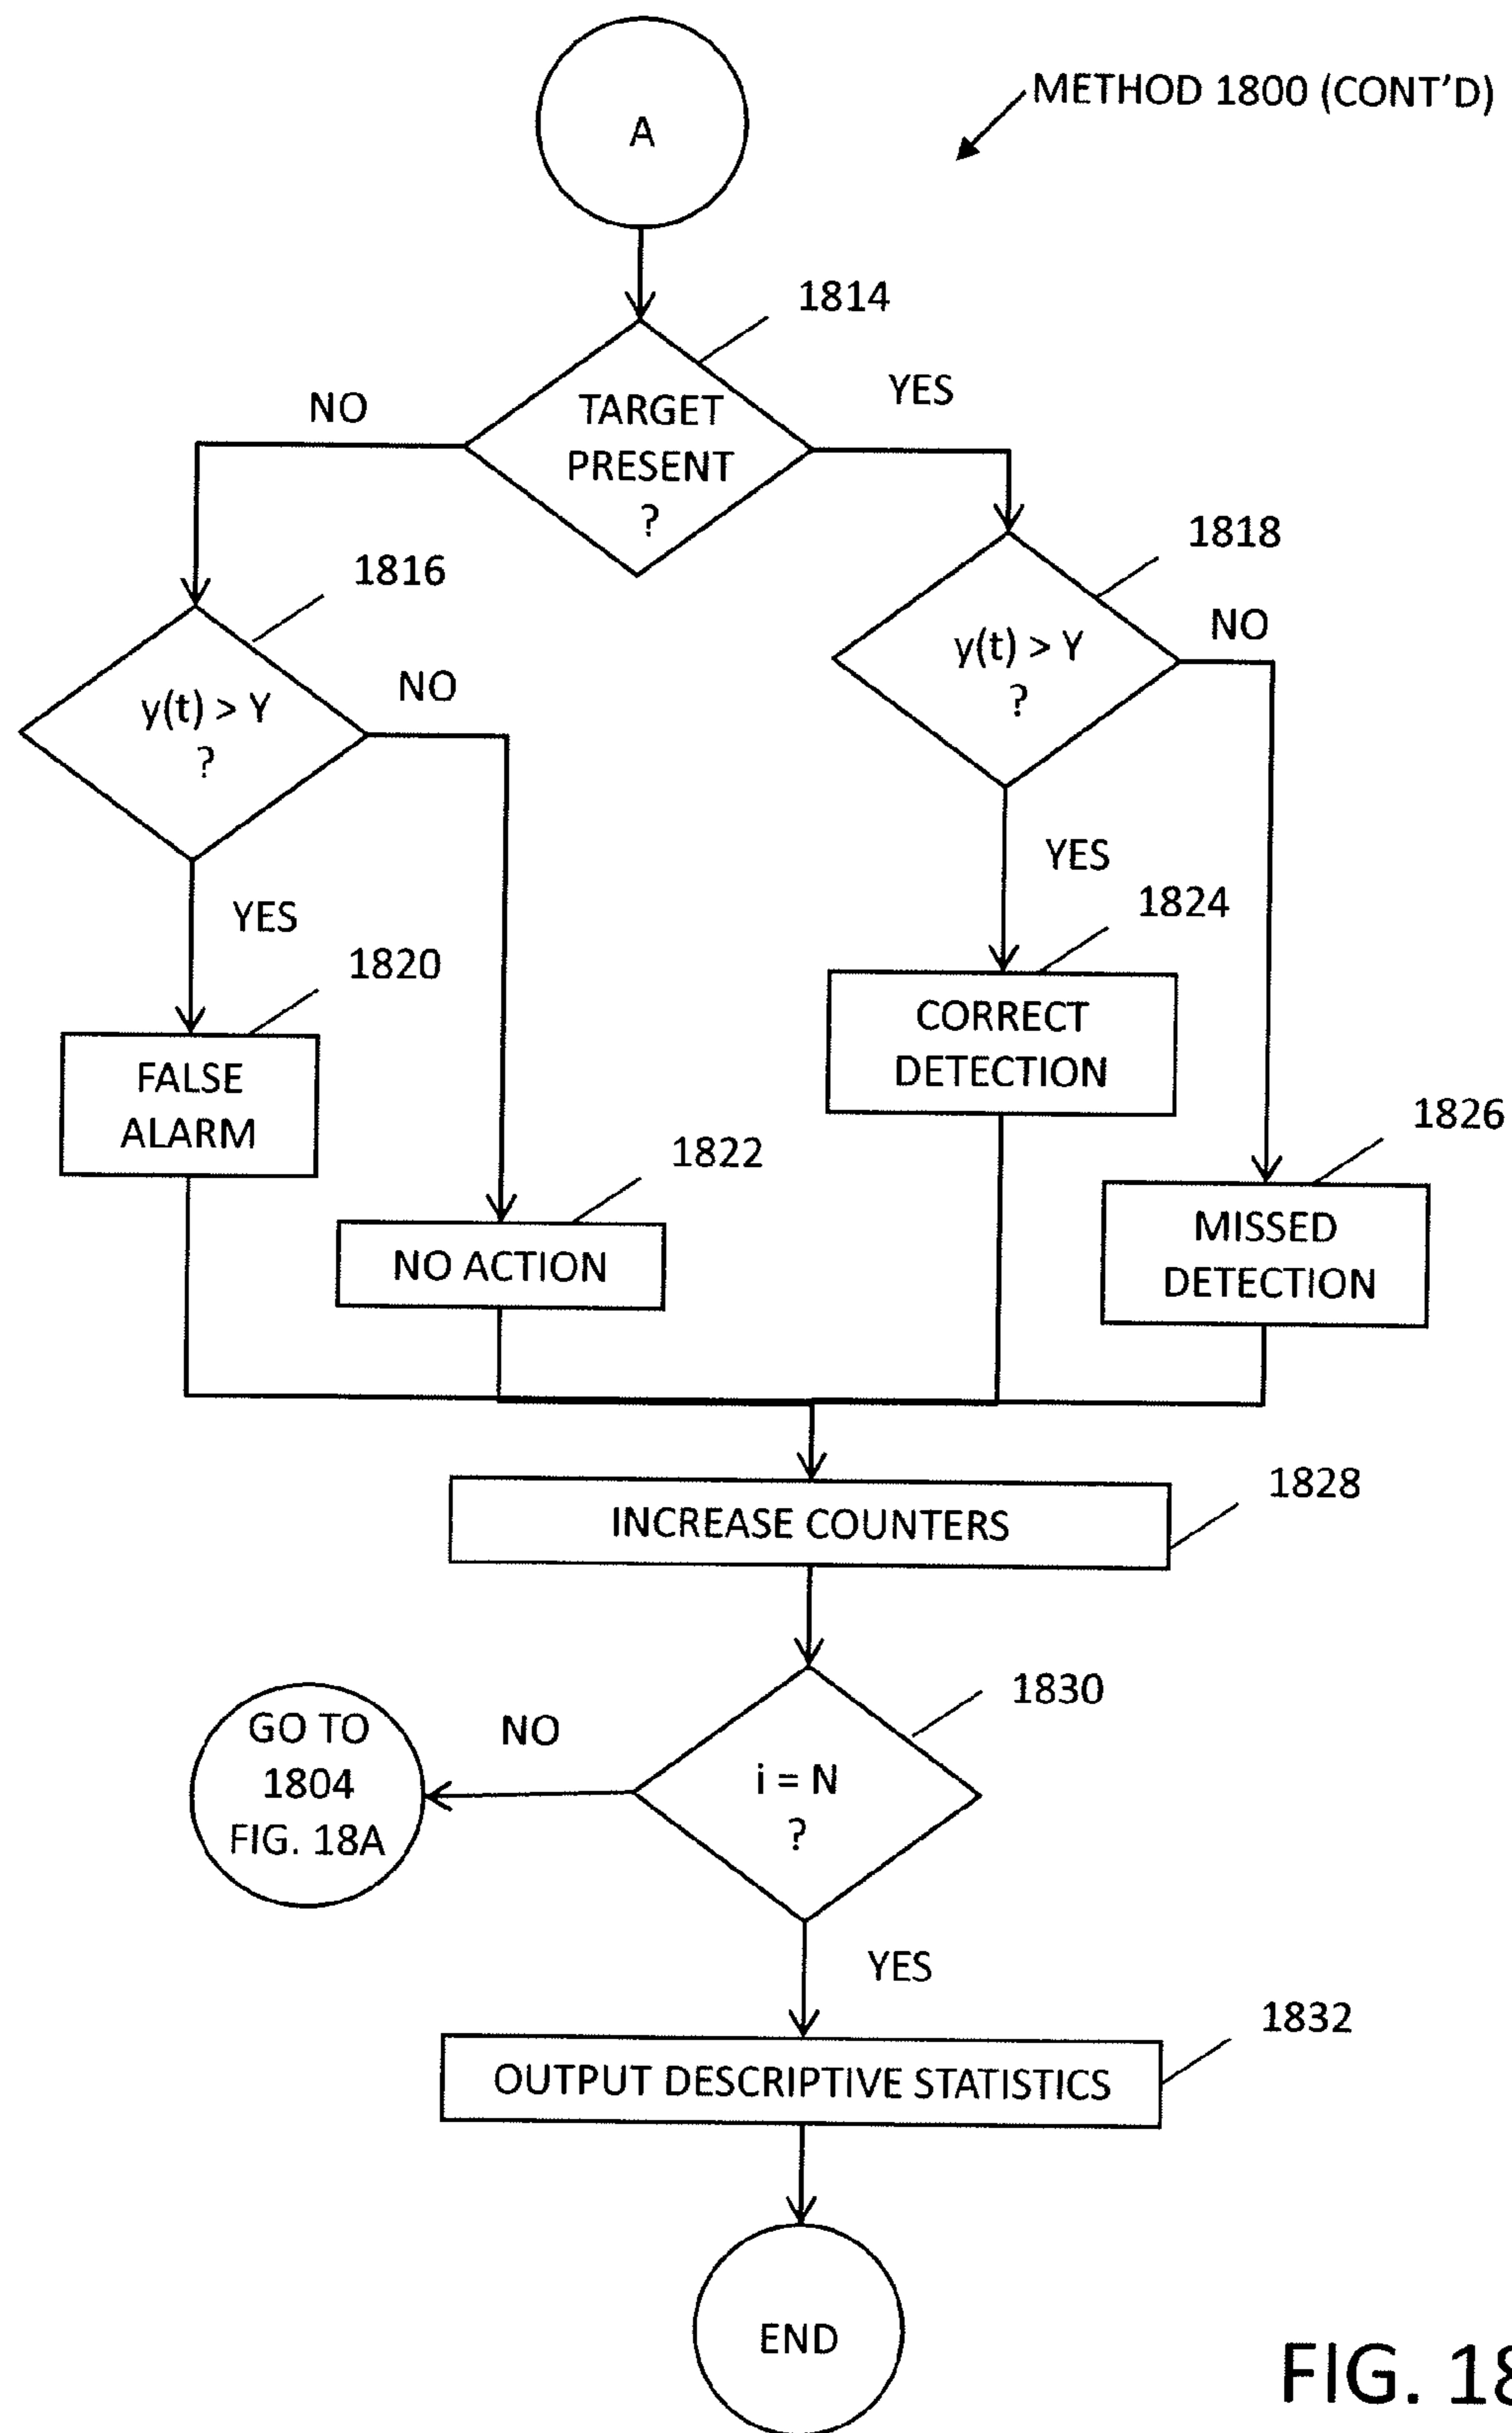 METHOD 1800 (CONT'D)
A
1814
NO
YES
TARGET
PRESENT
?
1818
1816
NO
y(t) > Y
?
y(t) > Y
?
NO
YES
YES
1824
1820
CORRECT
DETECTION
FALSE
ALARM
1826
1822
MISSED
DETECTION
NO ACTION
1828
INCREASE COUNTERS
1830
GO TO
1804
FIG. 18A
NO
i = N
?
YES
1832
OUTPUT DESCRIPTIVE STATISTICS
END
FIG. 18